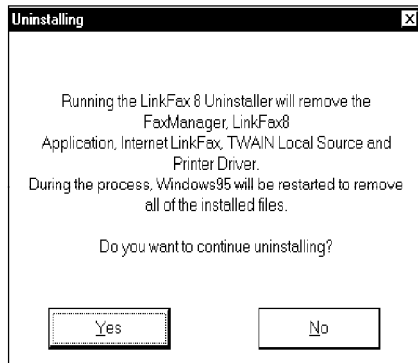 Uninstalling
Running the LinkFax 8 Uninstaller will remove the
FaxManager, LinkFax8
Application, Internet LinkFax, TWAIN Local Source and
Printer Driver.
During the process, Windows95 will be restarted to remove
all of the installed files.
Do you want to continue uninstalling?
Yes
No